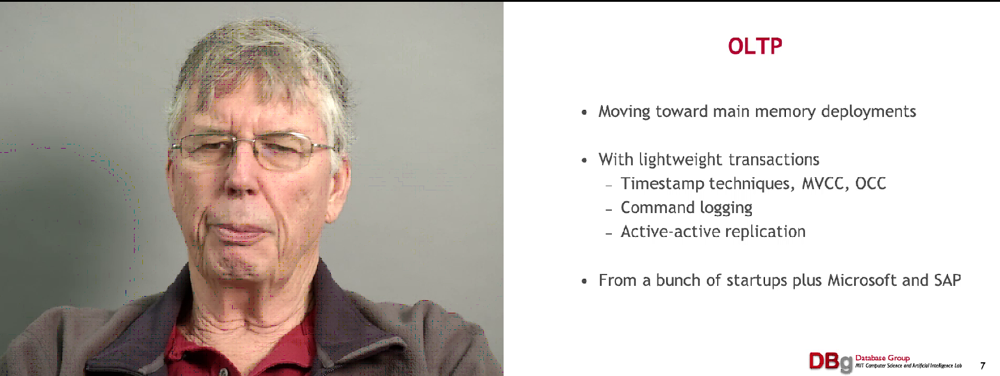 OLTP
• Moving toward main memory deployments
• With lightweight transactions
– Timestamp techniques, MVCC, OCC
– Command logging
– Active-active replication
• From a bunch of startups plus Microsoft and SAP
DBg Database Group
MIT Computer Science and Artificial Intelligence Lab
7